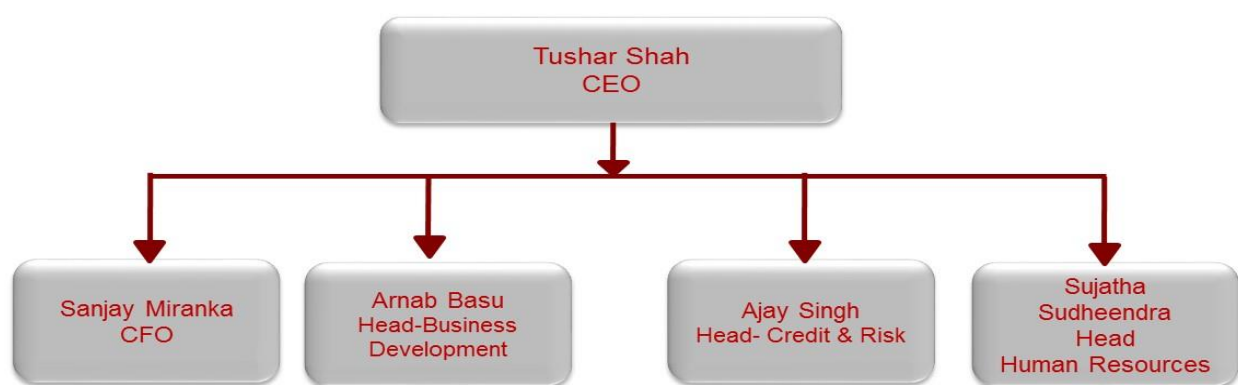 Tushar Shah
CEO
Sanjay Miranka
CFO
Arnab Basu
Head-Business
Development
Ajay Singh
Head- Credit & Risk
Sujatha
Sudheendra
Head
Human Resources